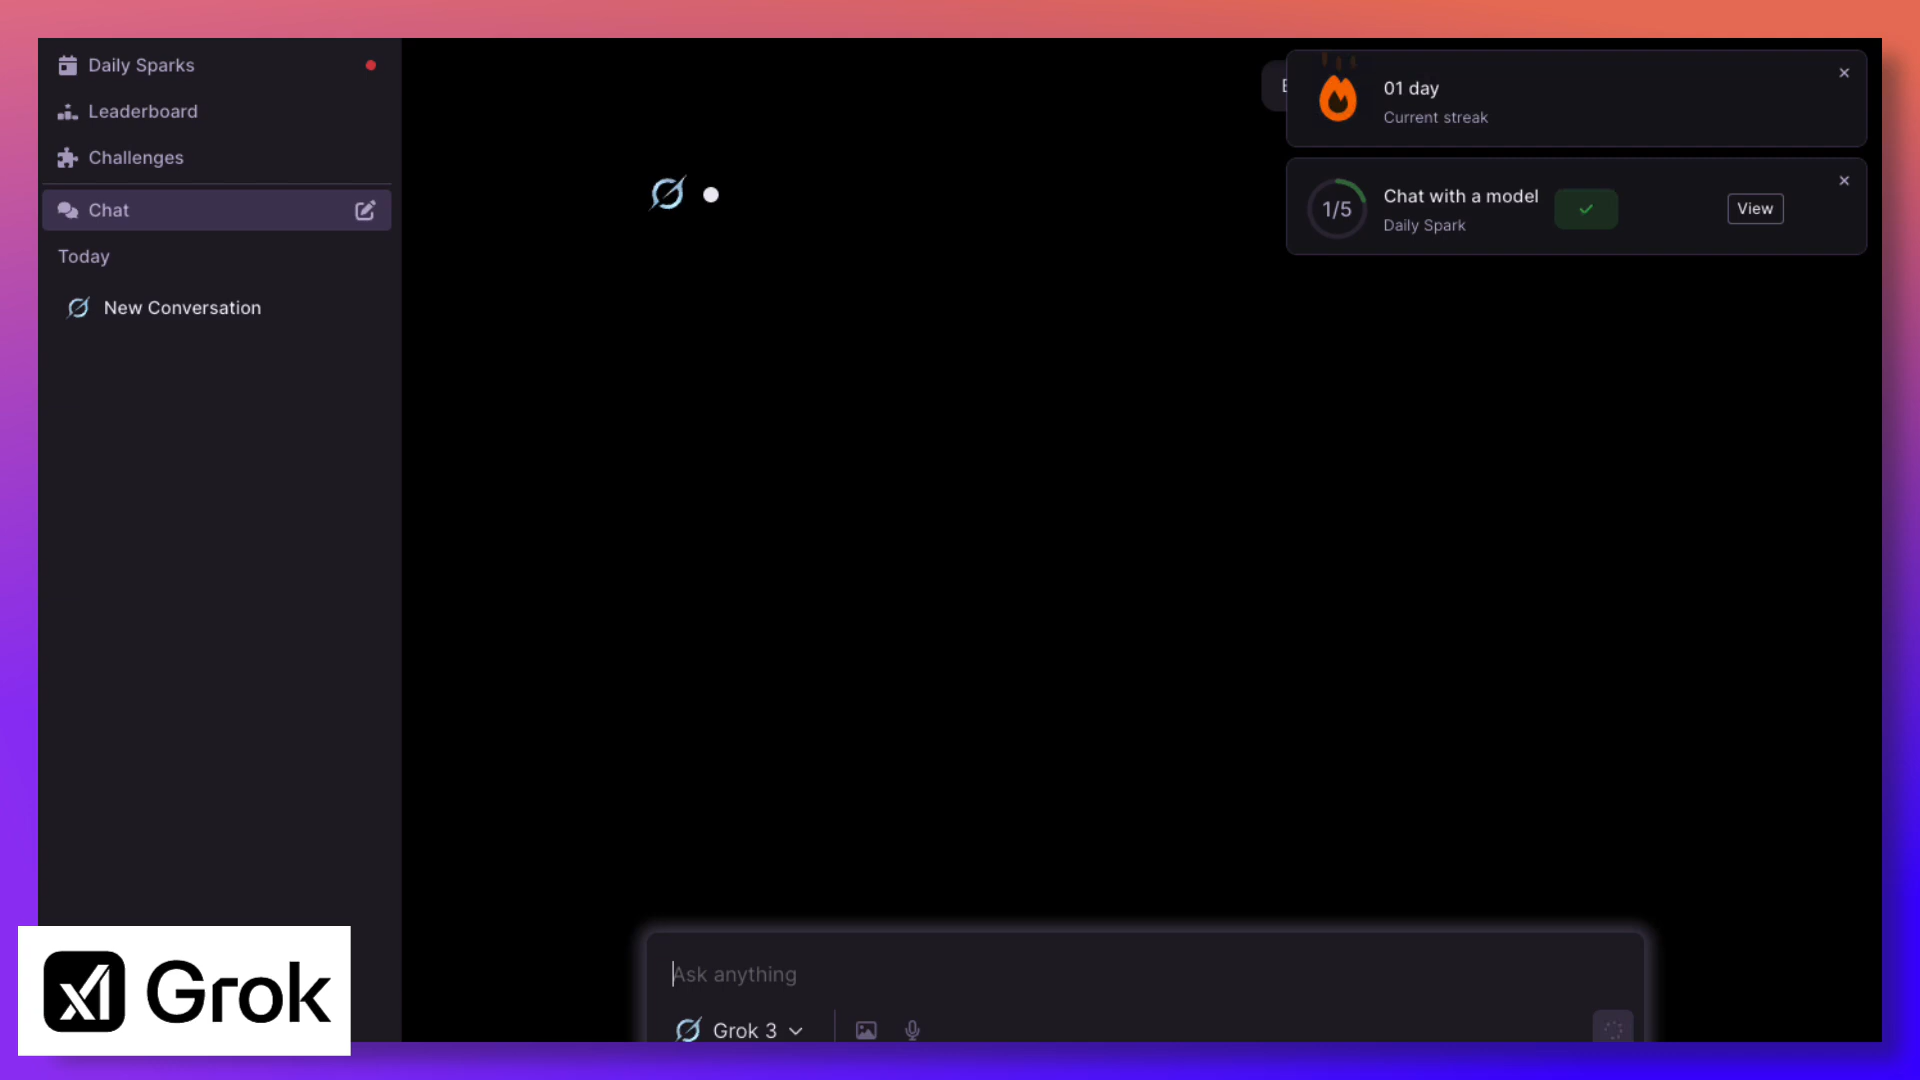 Daily Sparks
Leaderboard
Challenges
Chat
Today
New Conversation
01 day
Current streak
1/5
Chat with a model
Daily Spark
View
Ask anything
Grok 3
xI Grok